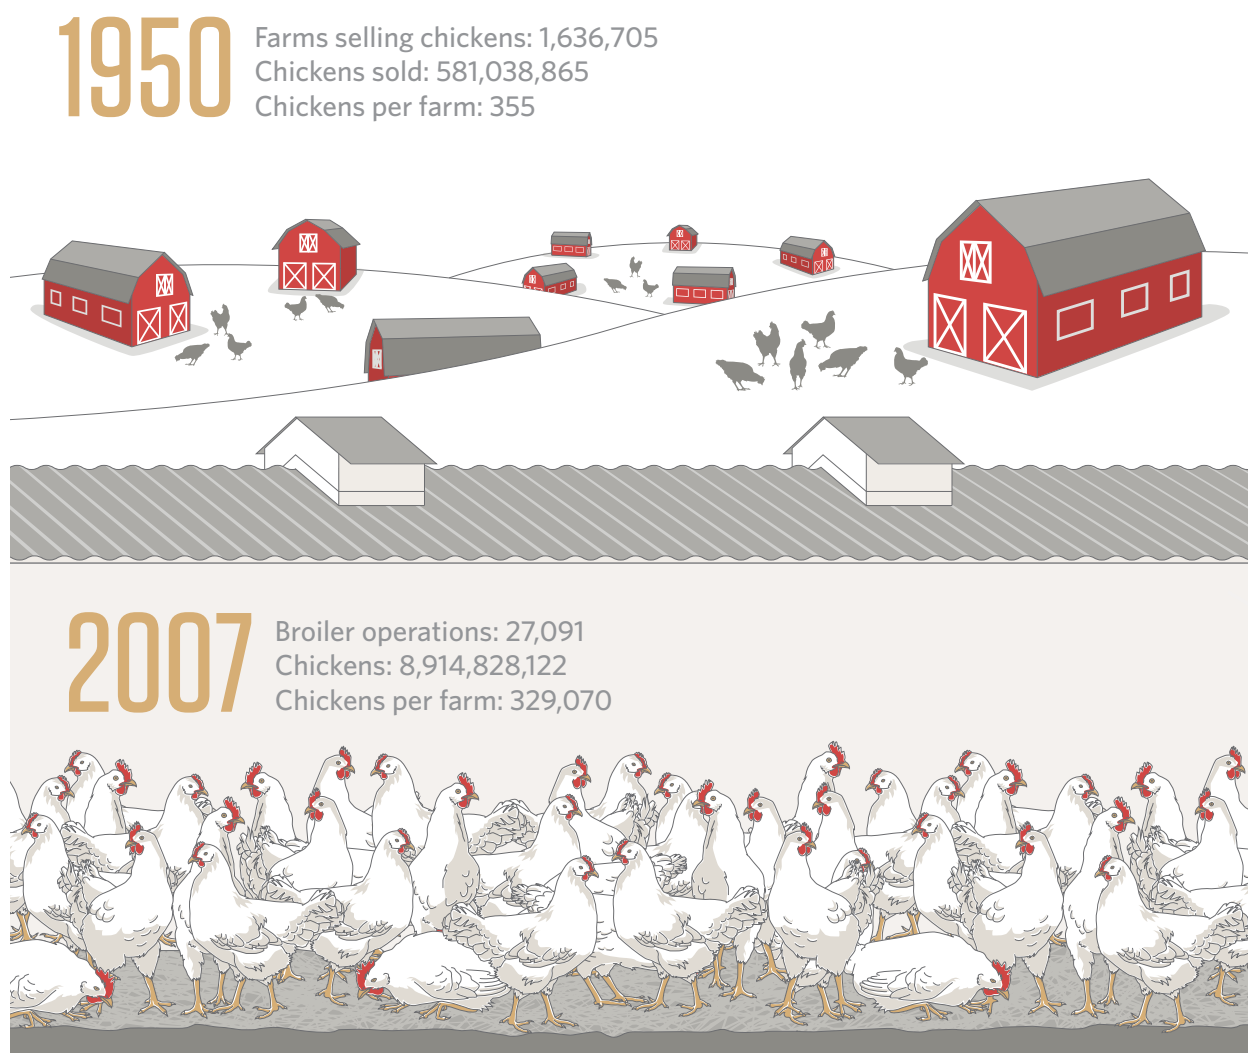 1950
Farms selling chickens: 1,636,705
Chickens sold: 581,038,865
Chickens per farm: 355
2007
Broiler operations: 27,091
Chickens: 8,914,828,122
Chickens per farm: 329,070